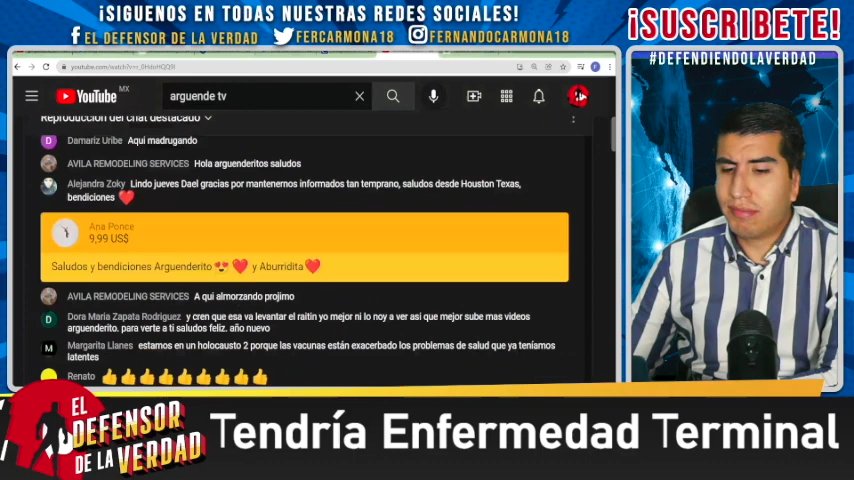 ¡SIGUENOS EN TODAS NUESTRAS REDES SOCIALES!
EL DEFENSOR DE LA VERDAD
FERCARMONA18
FERNANDOCARMONA18
¡SUSCRIBETE!
#DEFENDIENDOLAVERDAD
YouTube MX
arguende tv
Reproducción del chat destacado
D Damariz Uribe Aqui madrugando
AVILA REMODELING SERVICES Hola arguenderitos saludos
Alejandra Zoky Lindo jueves Dael gracias por mantenernos informados tan temprano, saludos desde Houston Texas,
bendiciones ❤️
Ana Ponce
9,99 US$
Saludos y bendiciones Arguenderito 😍❤️ y Aburridita ❤️
AVILA REMODELING SERVICES A qui almorzando projimo
D Dora Maria Zapata Rodriguez y cren que esa va levantar el raitin yo mejor ni lo noy a ver asi que mejor sube mas videos
arguenderito. para verte a ti saludos feliz. año nuevo
M Margarita Llanes estamos en un holocausto 2 porque las vacunas están exacerbado los problemas de salud que ya teníamos
latentes
Renato 👍👍👍👍👍👍👍👍👍
EL
DEFENSOR
DE LA VERDAD
Tendría Enfermedad Terminal